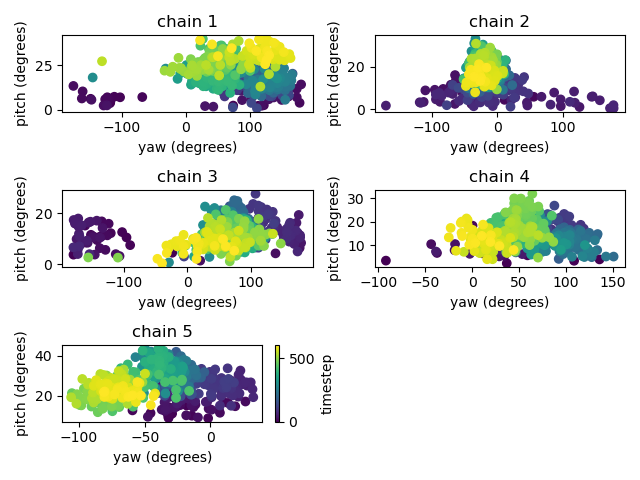 chain 1
pitch (degrees)
25
0
−100 0 100
yaw (degrees)
chain 2
pitch (degrees)
20
0
−100 0 100
yaw (degrees)
chain 3
pitch (degrees)
20
0
−100 0 100
yaw (degrees)
chain 4
pitch (degrees)
30
20
10
−100 −50 0 50 100 150
yaw (degrees)
chain 5
pitch (degrees)
40
20
−100 −50 0
yaw (degrees)
500
0
timestep